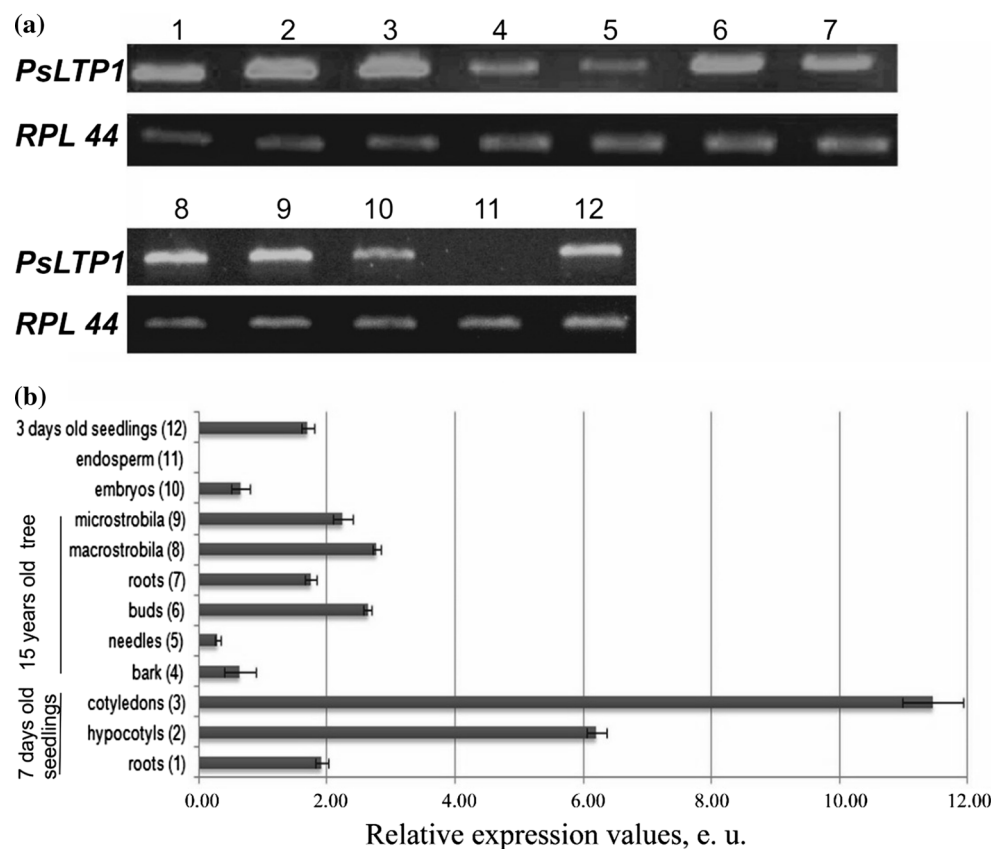 (a)
1 2 3 4 5 6 7
PsLTP1
RPL 44
8 9 10 11 12
PsLTP1
RPL 44
(b)
3 days old seedlings (12)
endosperm (11)
embryos (10)
microstrobila (9)
macrostrobila (8)
roots (7)
buds (6)
needles (5)
bark (4)
15 years old tree
cotyledons (3)
hypocotyls (2)
roots (1)
7 days old
seedlings
0.00 2.00 4.00 6.00 8.00 10.00 12.00
Relative expression values, e. u.